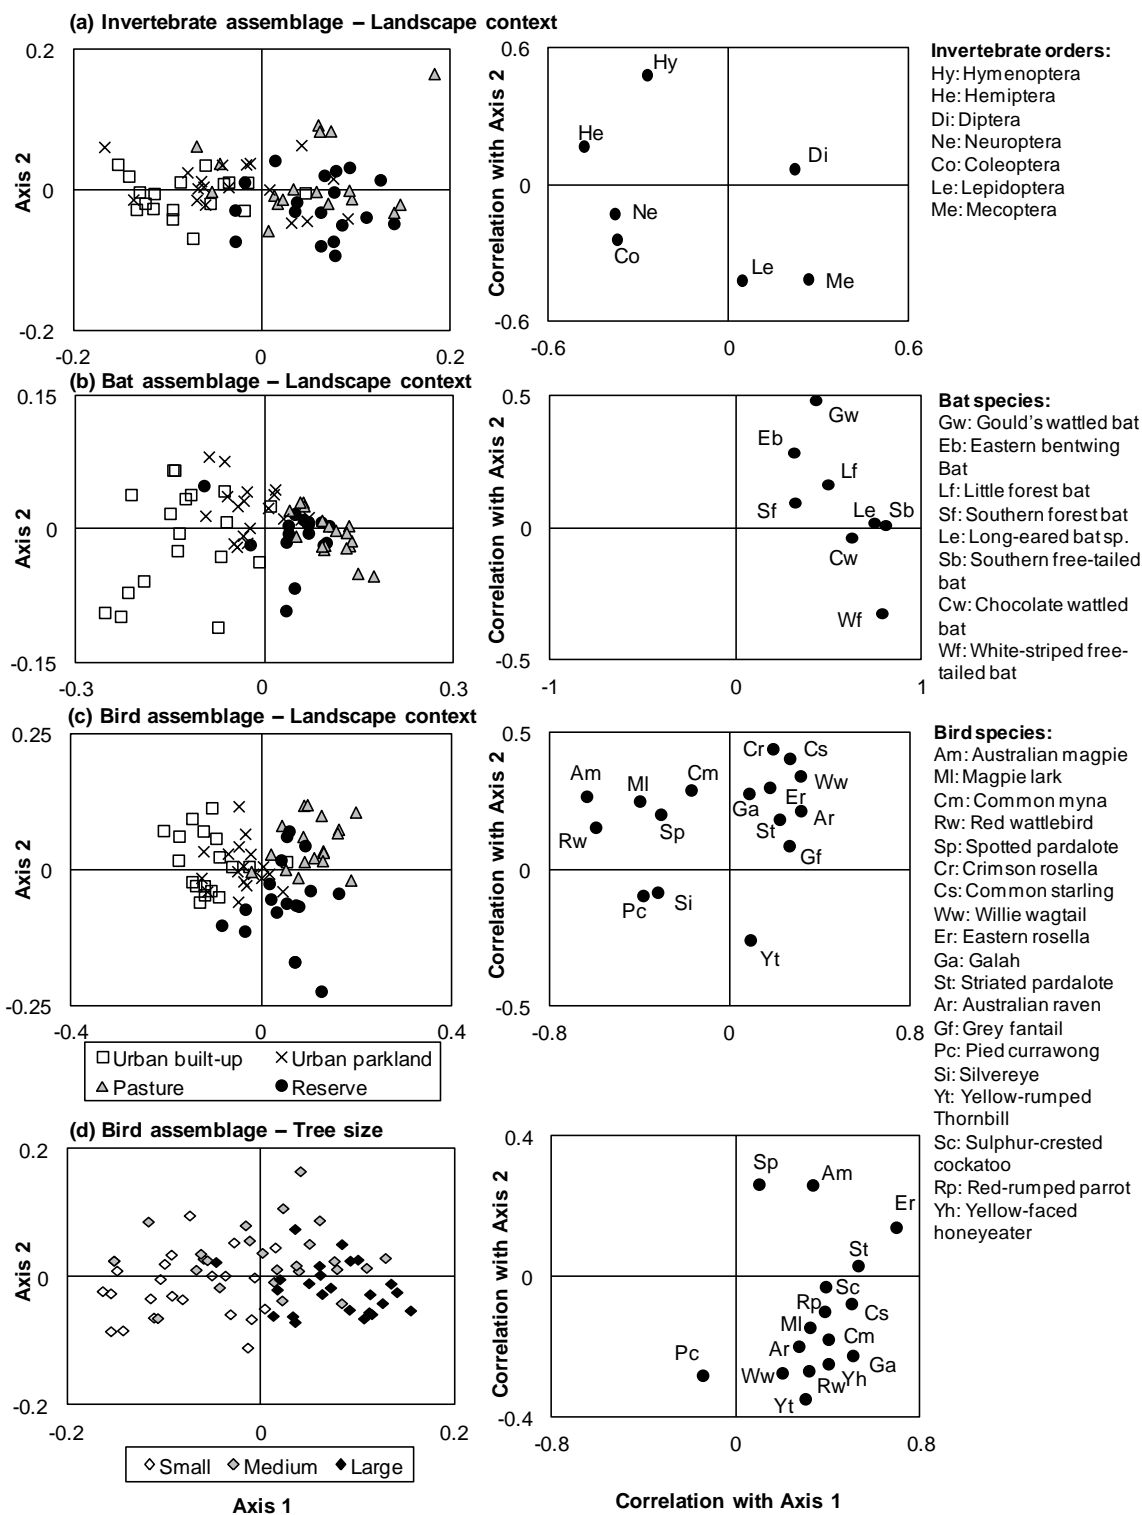 (a) Invertebrate assemblage – Landscape context
0.2
0
-0.2
-0.2
0
0.2
Axis 2
0.6
0
-0.6
-0.6
0
0.6
Correlation with Axis 2
Hy
He
Di
Ne
Co
Le
Me
Invertebrate orders:
Hy: Hymenoptera
He: Hemiptera
Di: Diptera
Ne: Neuroptera
Co: Coleoptera
Le: Lepidoptera
Me: Mecoptera
(b) Bat assemblage – Landscape context
0.15
0
-0.15
-0.3
0
0.3
Axis 2
0.5
0
-0.5
-1
0
1
Correlation with Axis 2
Gw
Eb
Lf
Sf
Le
Sb
Cw
Wf
Bat species:
Gw: Gould's wattled bat
Eb: Eastern bentwing
Bat
Lf: Little forest bat
Sf: Southern forest bat
Le: Long-eared bat sp.
Sb: Southern free-tailed
bat
Cw: Chocolate wattled
bat
Wf: White-striped free-
tailed bat
(c) Bird assemblage – Landscape context
0.25
0
-0.25
-0.4
0
0.4
Axis 2
Urban built-up
Urban parkland
Pasture
Reserve
0.5
0
-0.5
-0.8
0
0.8
Correlation with Axis 2
Cr
Cs
Am
Ml
Cm
Ww
Ga
Er
Rw
Sp
St
Ar
Gf
Pc
Si
Yt
Bird species:
Am: Australian magpie
Ml: Magpie lark
Cm: Common myna
Rw: Red wattlebird
Sp: Spotted pardalote
Cr: Crimson rosella
Cs: Common starling
Ww: Willie wagtail
Er: Eastern rosella
Ga: Galah
St: Striated pardalote
Ar: Australian raven
Gf: Grey fantail
Pc: Pied currawong
Si: Silvereye
Yt: Yellow-rumped
Thornbill
Sc: Sulphur-crested
cockatoo
Rp: Red-rumped parrot
Yh: Yellow-faced
honeyeater
(d) Bird assemblage – Tree size
0.2
0
-0.2
-0.2
0
0.2
Axis 2
Small
Medium
Large
Axis 1
0.4
0
-0.4
-0.8
0
0.8
Correlation with Axis 2
Sp
Am
Er
St
Sc
Rp
Cs
Ml
Cm
Ar
Ga
Pc
Ww
Rw
Yh
Yt
Correlation with Axis 1